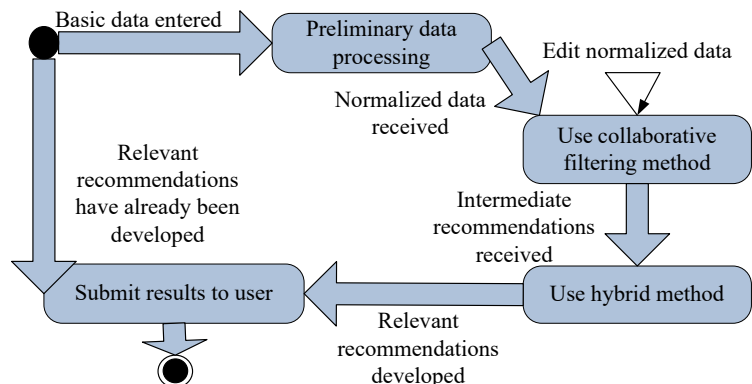 Basic data entered
Preliminary data
processing
Edit normalized data
Normalized data
received
Use collaborative
filtering method
Relevant
recommendations
have already been
developed
Intermediate
recommendations
received
Submit results to user
Use hybrid method
Relevant
recommendations
developed